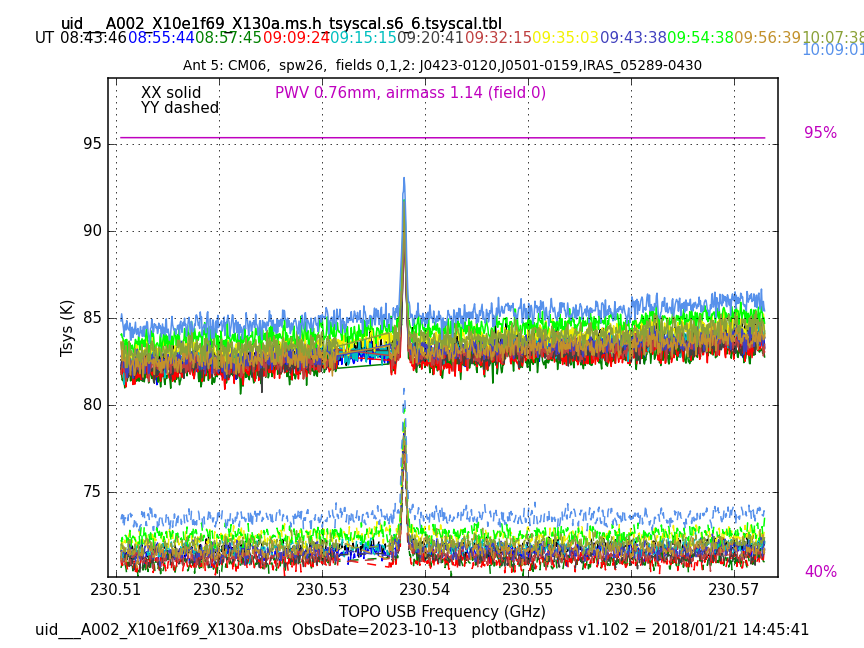 uid___A002_X10e1f69_X130a.ms.h_tsyscal.s6_6.tsyscal.tbl
UT 08:43:46 08:55:44 08:57:45 09:09:24 09:15:15 09:20:41 09:32:15 09:35:03 09:43:38 09:54:38 09:56:39 10:07:38
10:09:01
Ant 5: CM06,  spw26,  fields 0,1,2: J0423-0120,J0501-0159,IRAS_05289-0430
XX solid
PWV 0.76mm, airmass 1.14 (field 0)
YY dashed
95%
95
90
85
80
75
40%
Tsys (K)
230.51 230.52 230.53 230.54 230.55 230.56 230.57
TOPO USB Frequency (GHz)
uid___A002_X10e1f69_X130a.ms  ObsDate=2023-10-13   plotbandpass v1.102 = 2018/01/21 14:45:41